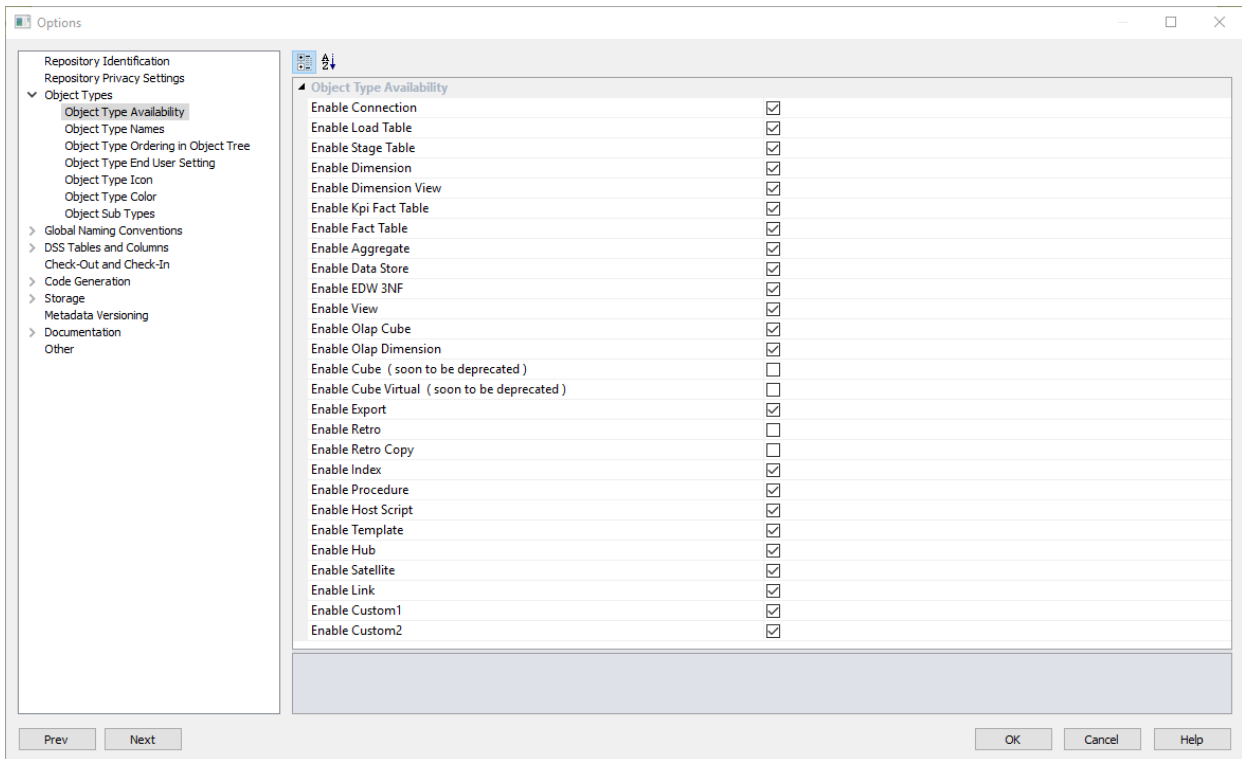 Options
Repository Identification
Repository Privacy Settings
Object Types
Object Type Availability
Object Type Names
Object Type Ordering in Object Tree
Object Type End User Setting
Object Type Icon
Object Type Color
Object Sub Types
Global Naming Conventions
DSS Tables and Columns
Check-Out and Check-In
Code Generation
Storage
Metadata Versioning
Documentation
Other
Object Type Availability
Enable Connection
Enable Load Table
Enable Stage Table
Enable Dimension
Enable Dimension View
Enable Kpi Fact Table
Enable Fact Table
Enable Aggregate
Enable Data Store
Enable EDW 3NF
Enable View
Enable Olap Cube
Enable Olap Dimension
Enable Cube ( soon to be deprecated )
Enable Cube Virtual ( soon to be deprecated )
Enable Export
Enable Retro
Enable Retro Copy
Enable Index
Enable Procedure
Enable Host Script
Enable Template
Enable Hub
Enable Satellite
Enable Link
Enable Custom1
Enable Custom2
Prev Next OK Cancel Help